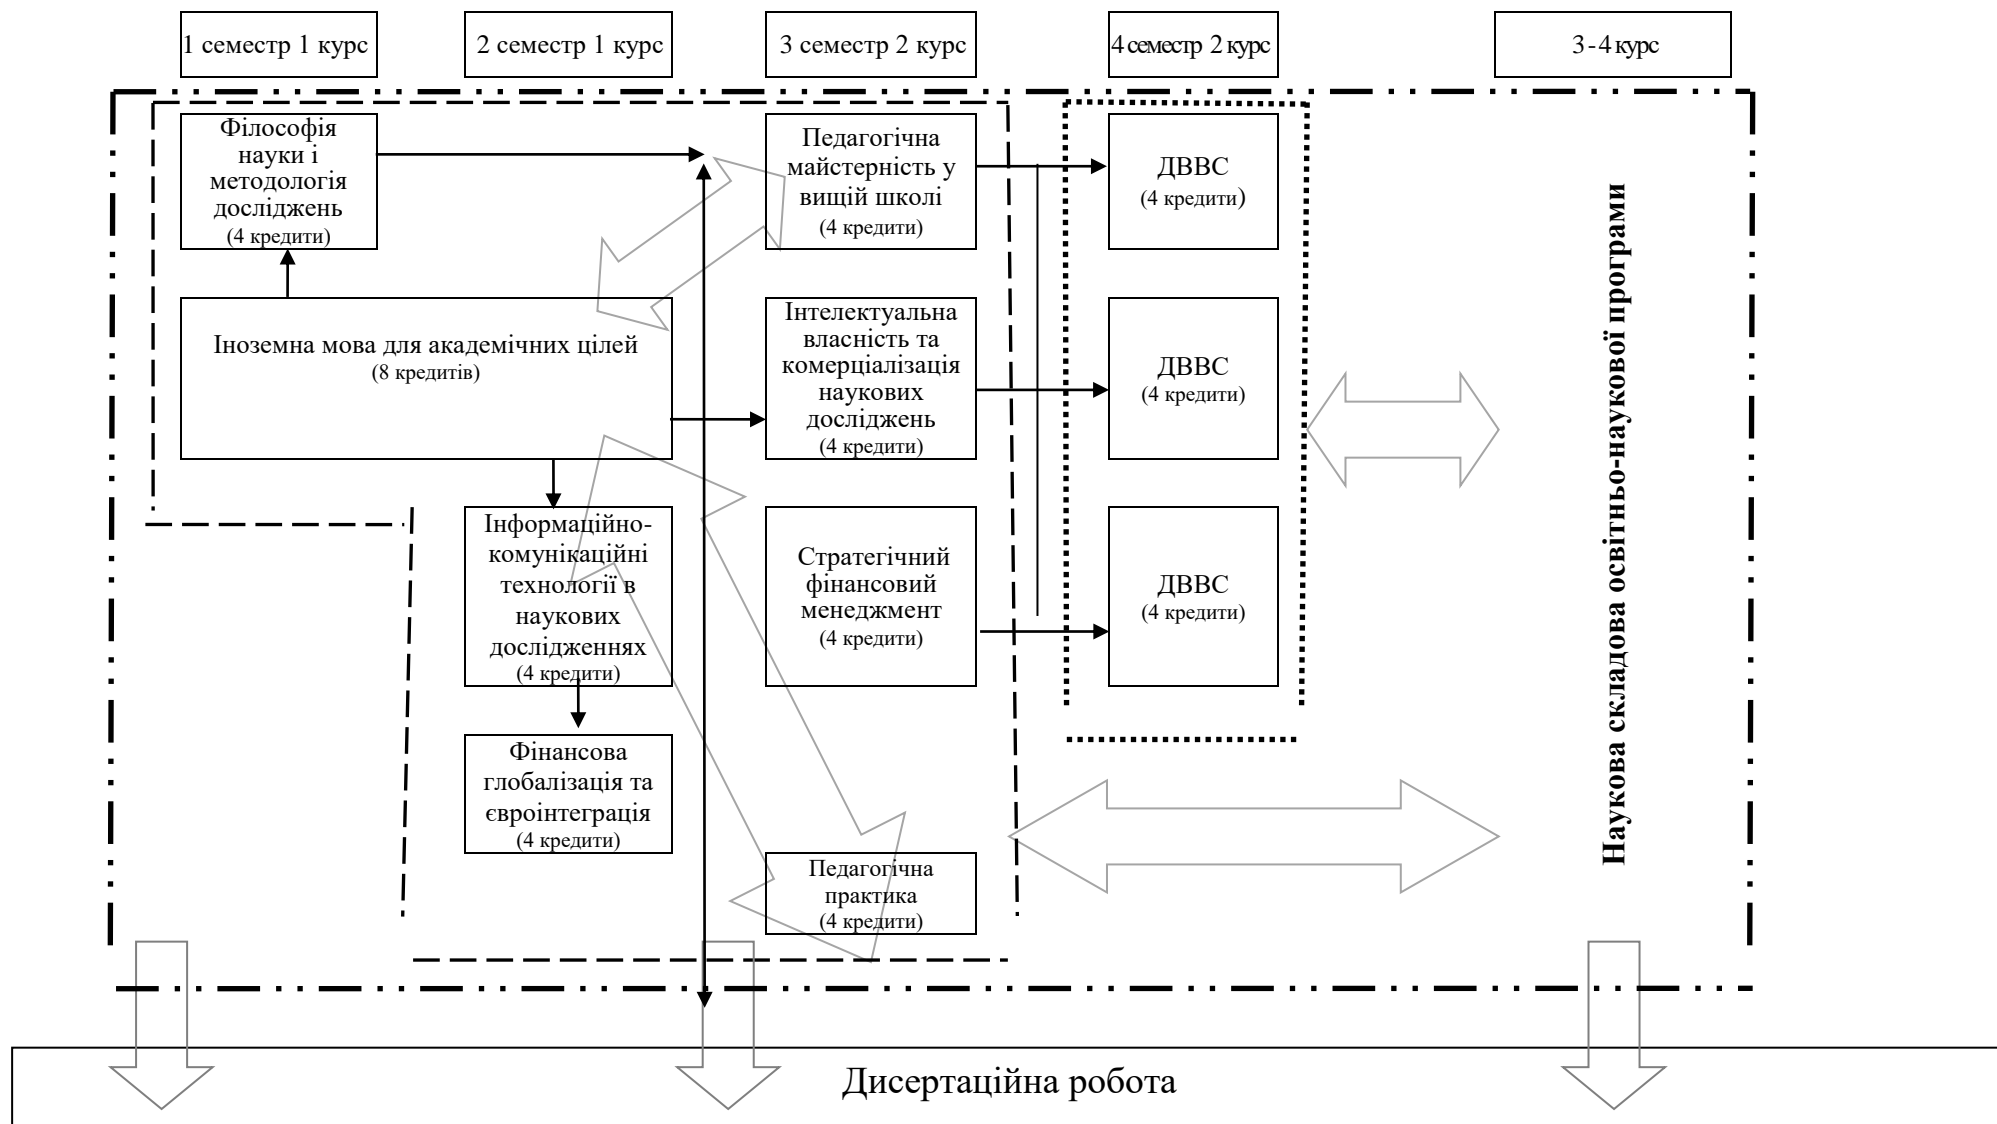 1 семестр 1 курс
2 семестр 1 курс
3 семестр 2 курс
4 семестр 2 курс
3-4 курс
Філософія
науки і
методологія
досліджень
(4 кредити)
Педагогічна
майстерність у
вищій школі
(4 кредити)
ДВВС
(4 кредити)
Іноземна мова для академічних цілей
(8 кредитів)
Інтелектуальна
власність та
комерціалізація
наукових
досліджень
(4 кредити)
ДВВС
(4 кредити)
Інформаційно-
комунікаційні
технології в
наукових
дослідженнях
(4 кредити)
Стратегічний
фінансовий
менеджмент
(4 кредити)
ДВВС
(4 кредити)
Фінансова
глобалізація та
євроінтеграція
(4 кредити)
Педагогічна
практика
(4 кредити)
Наукова складова освітньо-наукової програми
Дисертаційна робота